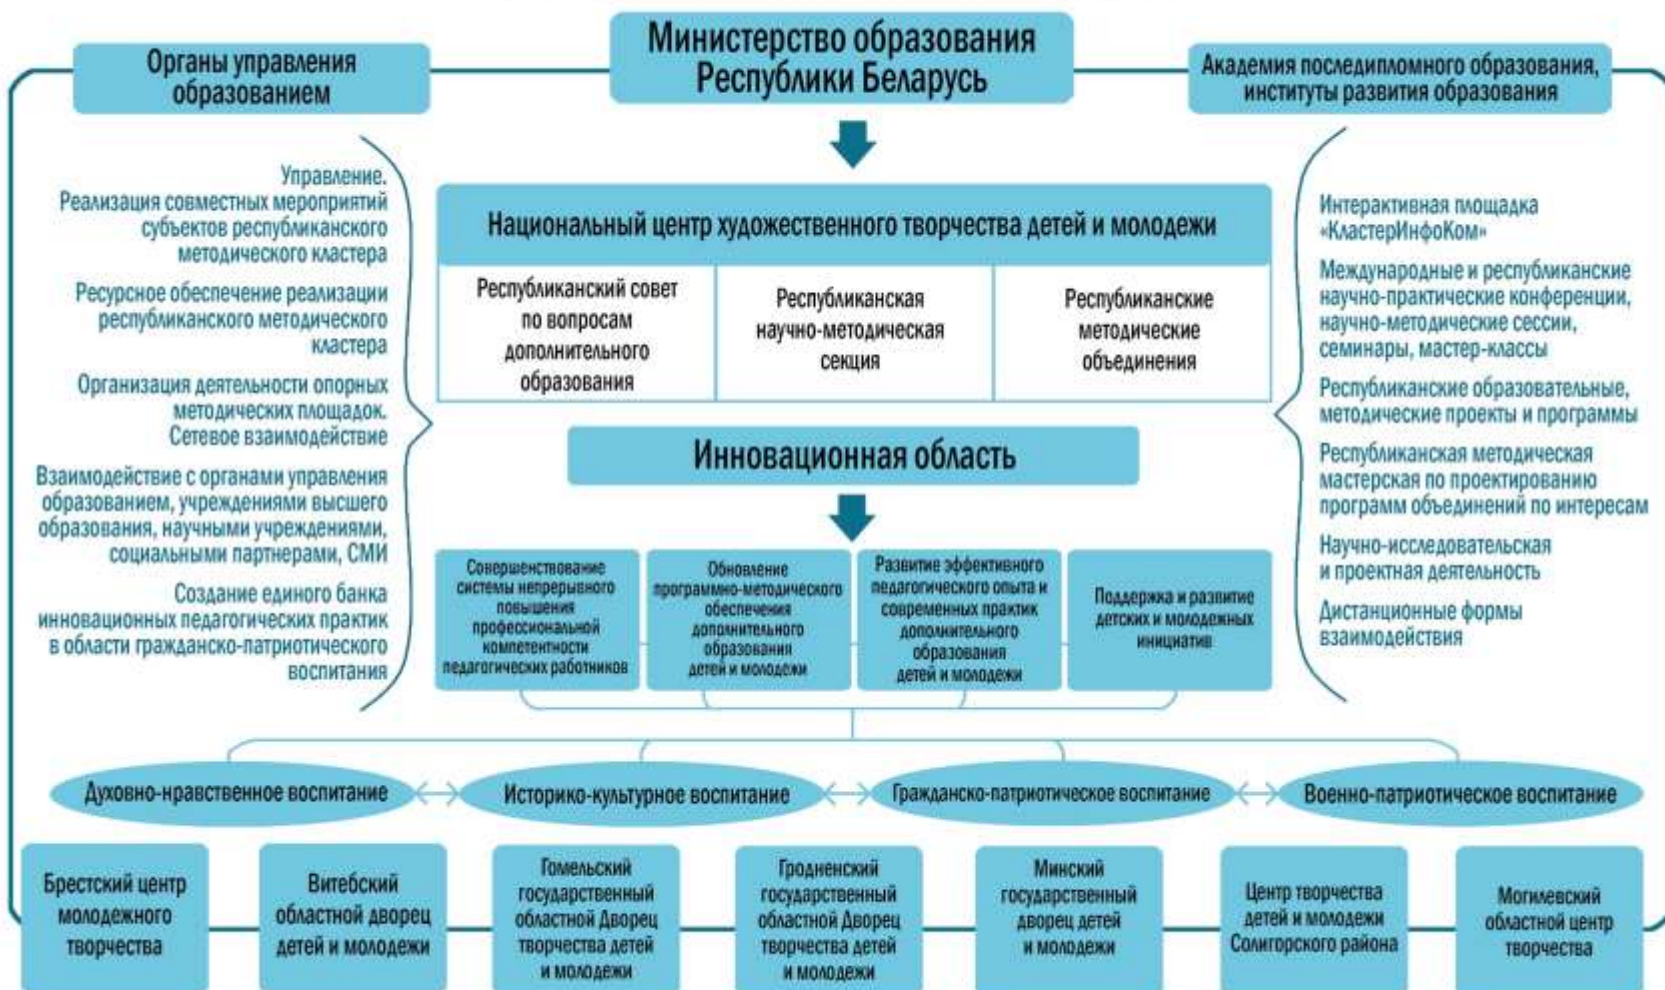 Министерство образования
Республики Беларусь
Органы управления
образованием
Академия последипломного образования,
институты развития образования
Управление.
Реализация совместных мероприятий
субъектов республиканского
методического кластера
Ресурсное обеспечение реализации
республиканского методического
кластера
Организация деятельности опорных
методических площадок.
Сетевое взаимодействие
Взаимодействие с органами управления
образованием, учреждениями высшего
образования, научными учреждениями,
социальными партнерами, СМИ
Создание единого банка
инновационных педагогических практик
в области гражданско-патриотического
воспитания
Национальный центр художественного творчества детей и молодежи
Республиканский совет
по вопросам
дополнительного
образования
Республиканская
научно-методическая
секция
Республиканские
методические
объединения
Инновационная область
Совершенствование
системы непрерывного
повышения
профессиональной
компетентности
педагогических работников
Обновление
программно-методического
обеспечения
дополнительного
образования
детей и молодежи
Развитие эффективного
педагогического опыта и
современных практик
дополнительного
образования
детей и молодежи
Поддержка и развитие
детских и молодежных
инициатив
Интерактивная площадка
«КластерИнфоКом»
Международные и республиканские
научно-практические конференции,
научно-методические сессии,
семинары, мастер-классы
Республиканские образовательные,
методические проекты и программы
Республиканская методическая
мастерская по проектированию
программ объединений по интересам
Научно-исследовательская
и проектная деятельность
Дистанционные формы
взаимодействия
Духовно-нравственное воспитание
Историко-культурное воспитание
Гражданско-патриотическое воспитание
Военно-патриотическое воспитание
Брестский центр
молодежного
творчества
Витебский
областной дворец
детей и молодежи
Гомельский
государственный
областной Дворец
творчества детей
и молодежи
Гродненский
государственный
областной Дворец
творчества детей
и молодежи
Минский
государственный
дворец детей
и молодежи
Центр творчества
детей и молодежи
Солигорского района
Могилевский
областной центр
творчества